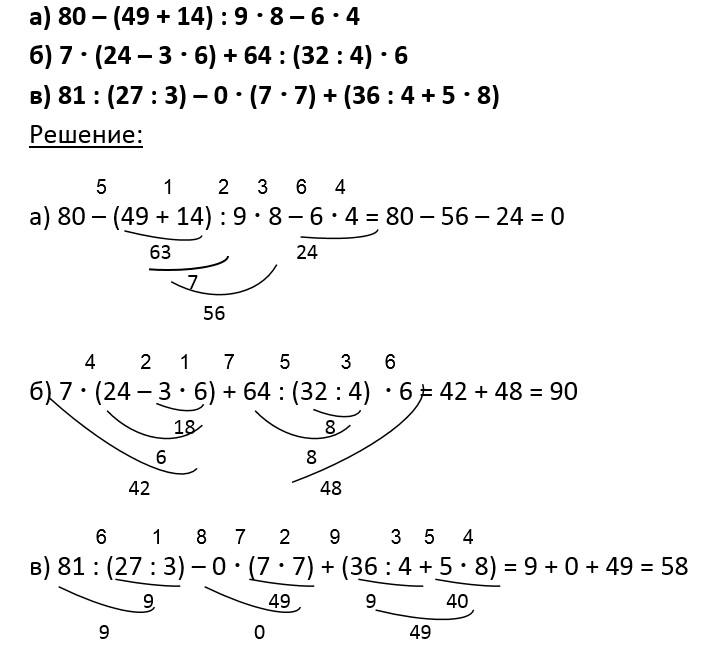 а) 80 – (49 + 14) : 9 · 8 – 6 · 4
б) 7 · (24 – 3 · 6) + 64 : (32 : 4) · 6
в) 81 : (27 : 3) – 0 · (7 · 7) + (36 : 4 + 5 · 8)
Решение:
5 1 2 3 6 4
а) 80 – (49 + 14) : 9 · 8 – 6 · 4 = 80 – 56 – 24 = 0
63 24
7
56
4 2 1 7 5 3 6
б) 7 · (24 – 3 · 6) + 64 : (32 : 4) · 6 = 42 + 48 = 90
18 8
6 8
42 48
6 1 8 7 2 9 3 5 4
в) 81 : (27 : 3) – 0 · (7 · 7) + (36 : 4 + 5 · 8) = 9 + 0 + 49 = 58
9 49 9 40
9 0 49